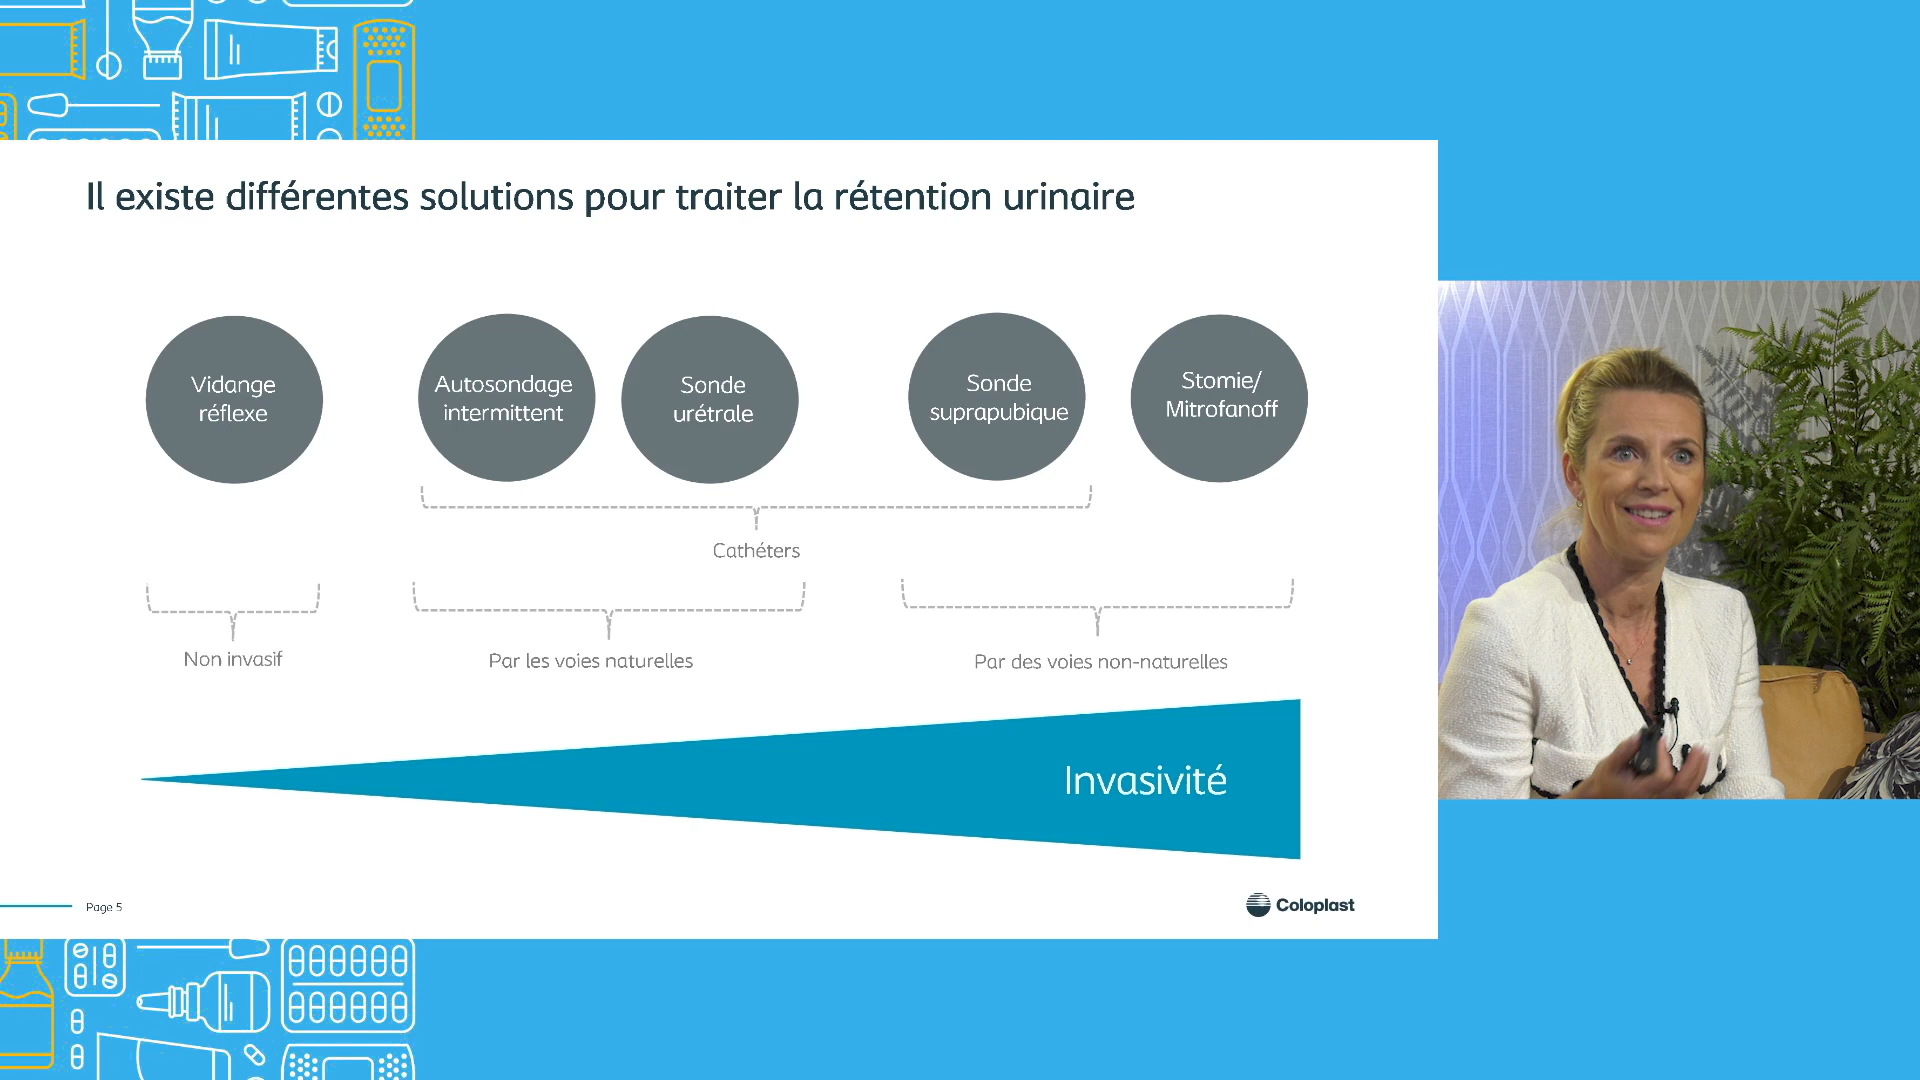 Il existe différentes solutions pour traiter la rétention urinaire
Vidange
réflexe
Autosondage
intermittent
Sonde
urétrale
Sonde
suprapubique
Stomie/
Mitrofanoff
Cathéters
Non invasif
Par les voies naturelles
Par des voies non-naturelles
Invasivité
Page 5
Coloplast